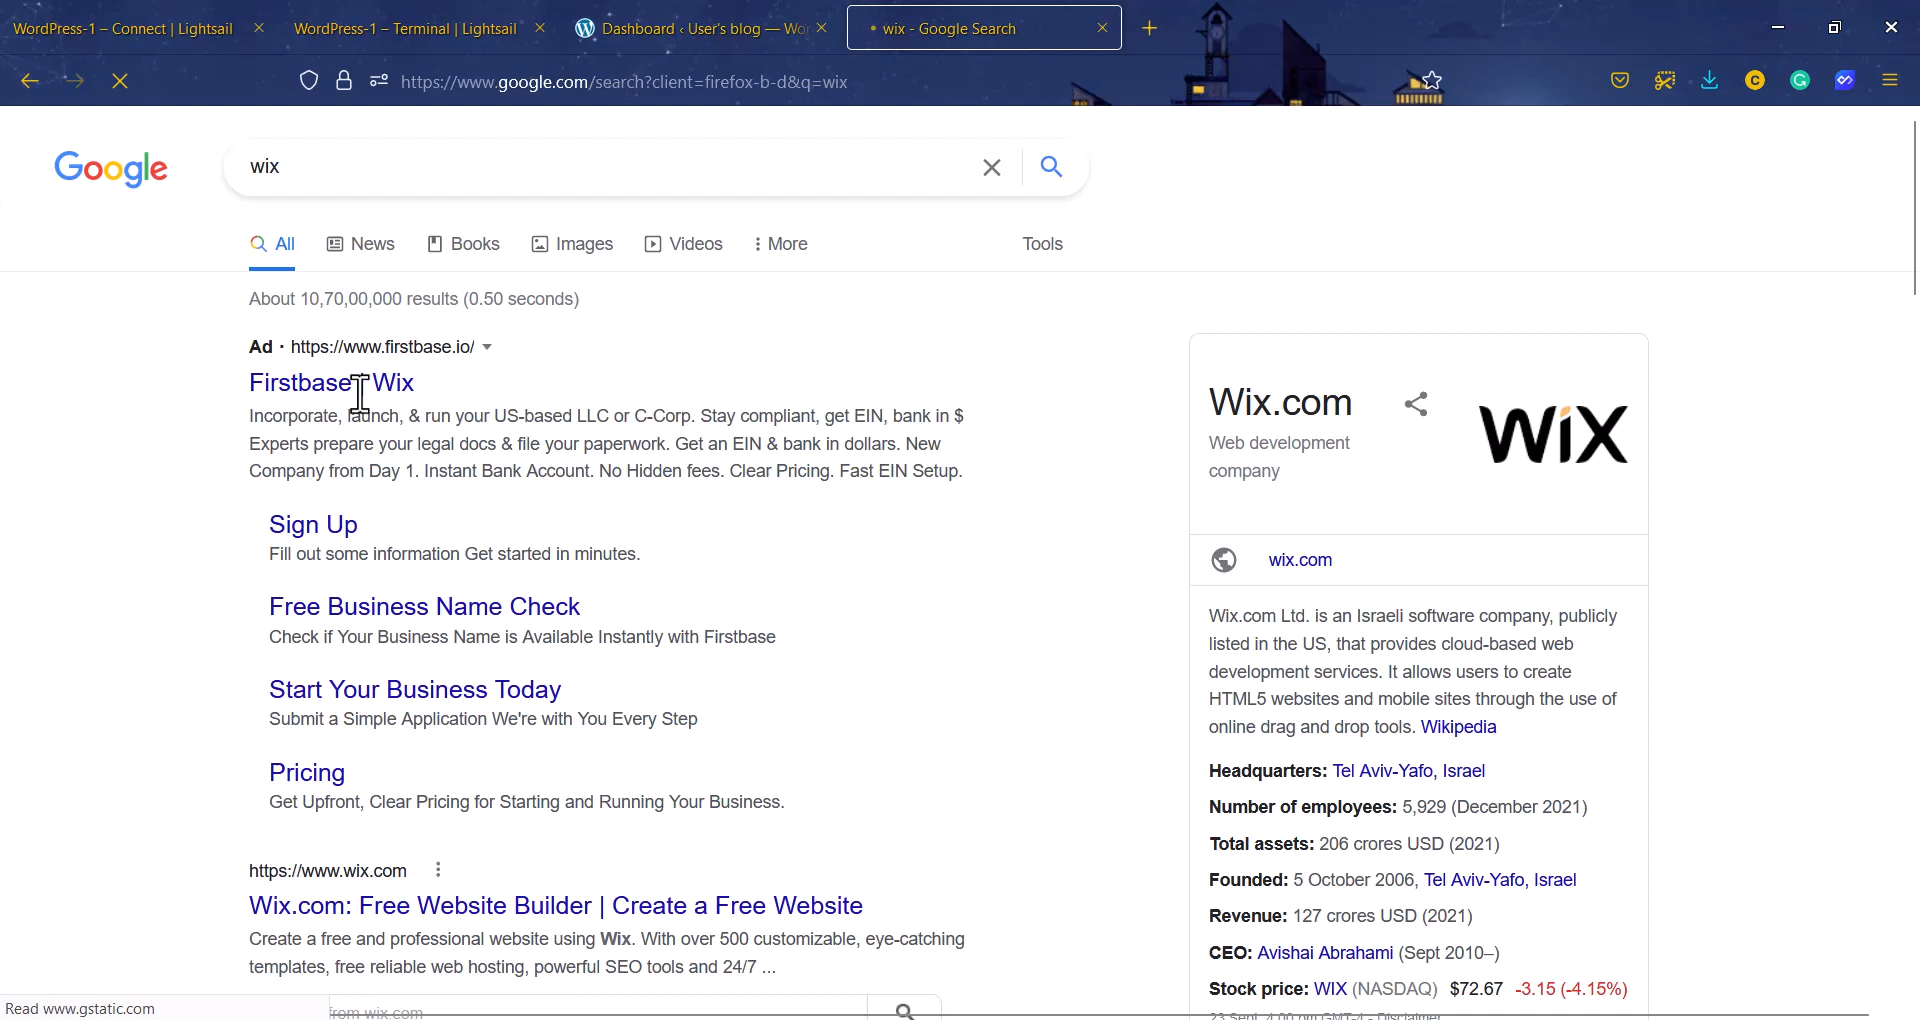 WordPress-1 – Connect | Lightsail
WordPress-1 – Terminal | Lightsail
Dashboard ‹ User's blog — Wo
wix - Google Search
https://www.google.com/search?client=firefox-b-d&q=wix
Google
wix
All News Books Images Videos More Tools
About 10,70,00,000 results (0.50 seconds)
Ad · https://www.firstbase.io/
Firstbase Wix
Incorporate, launch, & run your US-based LLC or C-Corp. Stay compliant, get EIN, bank in $
Experts prepare your legal docs & file your paperwork. Get an EIN & bank in dollars. New
Company from Day 1. Instant Bank Account. No Hidden fees. Clear Pricing. Fast EIN Setup.
Sign Up
Fill out some information Get started in minutes.
Free Business Name Check
Check if Your Business Name is Available Instantly with Firstbase
Start Your Business Today
Submit a Simple Application We're with You Every Step
Pricing
Get Upfront, Clear Pricing for Starting and Running Your Business.
https://www.wix.com
Wix.com: Free Website Builder | Create a Free Website
Create a free and professional website using Wix. With over 500 customizable, eye-catching
templates, free reliable web hosting, powerful SEO tools and 24/7 ...
from wix.com
Read www.gstatic.com
Wix.com
Web development
company
WiX
wix.com
Wix.com Ltd. is an Israeli software company, publicly
listed in the US, that provides cloud-based web
development services. It allows users to create
HTML5 websites and mobile sites through the use of
online drag and drop tools. Wikipedia
Headquarters: Tel Aviv-Yafo, Israel
Number of employees: 5,929 (December 2021)
Total assets: 206 crores USD (2021)
Founded: 5 October 2006, Tel Aviv-Yafo, Israel
Revenue: 127 crores USD (2021)
CEO: Avishai Abrahami (Sept 2010–)
Stock price: WIX (NASDAQ) $72.67 -3.15 (-4.15%)
23 Sept, 4:00 pm GMT-4 - Disclaimer